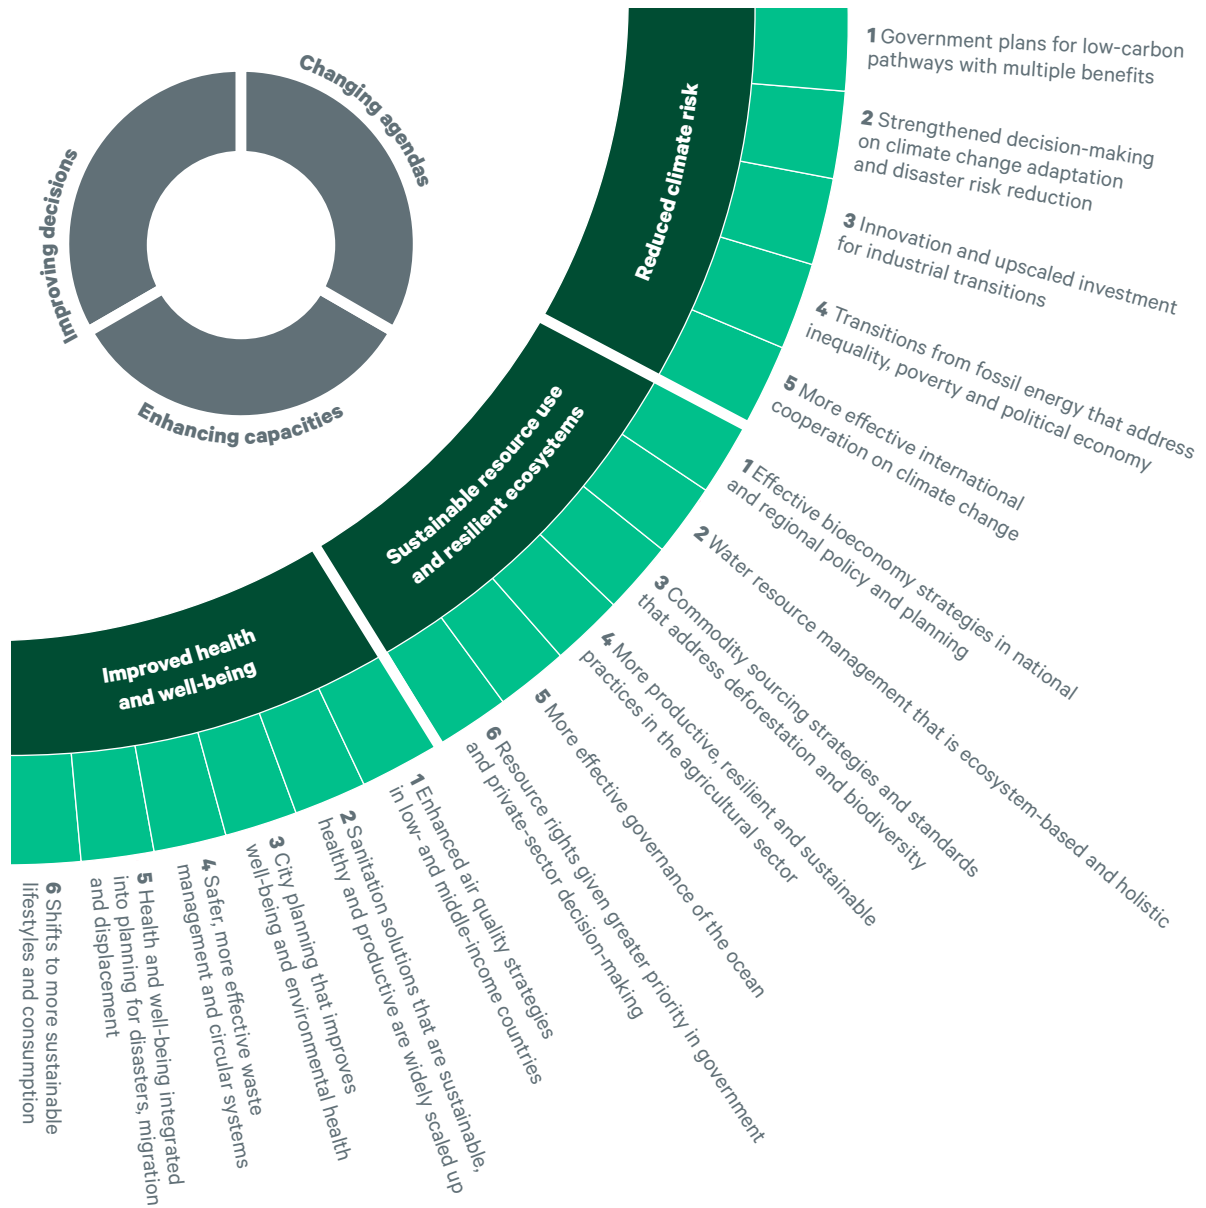 Changing agendas
Improving decisions
Enhancing capacities
Reduced climate risk
1 Government plans for low-carbon
pathways with multiple benefits
2 Strengthened decision-making
on climate change adaptation
and disaster risk reduction
3 Innovation and upscaled investment
for industrial transitions
4 Transitions from fossil energy that address
inequality, poverty and political economy
5 More effective international
cooperation on climate change
Sustainable resource use
and resilient ecosystems
1 Effective bioeconomy strategies in national
and regional policy and planning
2 Water resource management that is ecosystem-based and holistic
3 Commodity sourcing strategies and standards
that address deforestation and biodiversity
4 More productive, resilient and sustainable
practices in the agricultural sector
5 More effective governance of the ocean
6 Resource rights given greater priority in government
and private-sector decision-making
Improved health
and well-being
1 Enhanced air quality strategies
in low- and middle-income countries
2 Sanitation solutions that are sustainable,
healthy and productive are widely scaled up
3 City planning that improves
well-being and environmental health
4 Safer, more effective waste
management and circular systems
5 Health and well-being integrated
into planning for disasters, migration
and displacement
6 Shifts to more sustainable
lifestyles and consumption